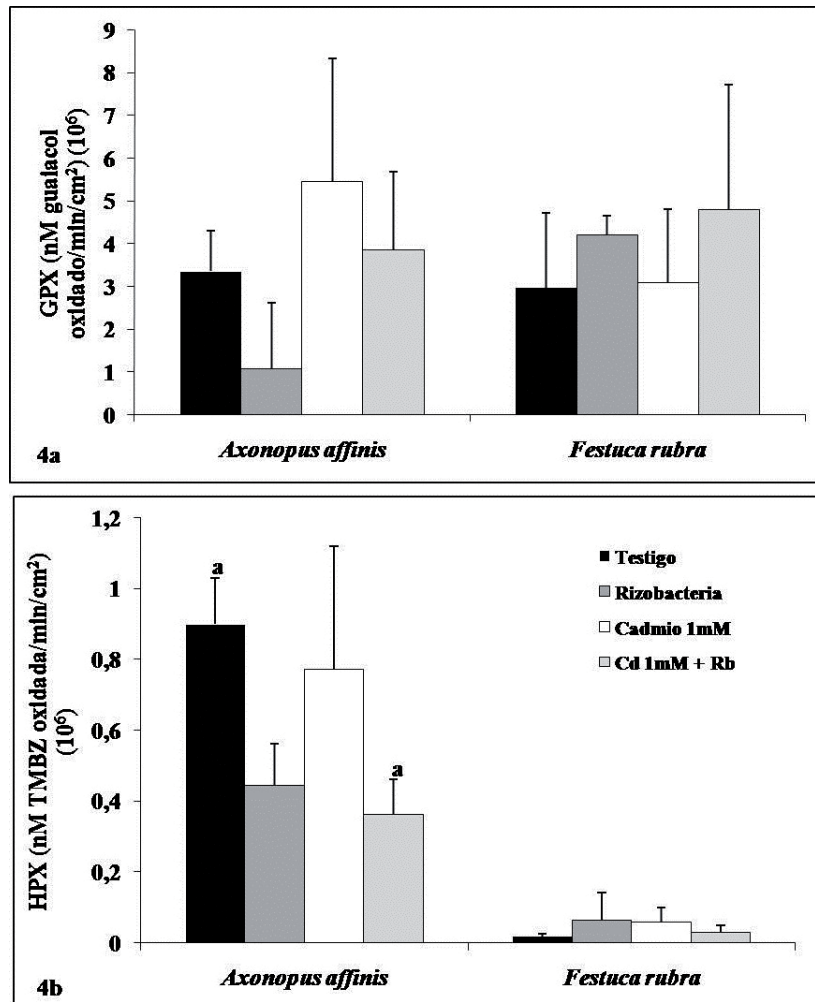 GPX (nM guaiacol
oxidado/min/cm²) (10⁶)
9
8
7
6
5
4
3
2
1
0
Axonopus affinis
Festuca rubra
4a
HPX (nM TMBZ oxidada/min/cm²)
(10⁶)
1,2
1
0,8
0,6
0,4
0,2
0
a
a
Testigo
Rizobacteria
Cadmio 1mM
Cd 1mM + Rb
Axonopus affinis
Festuca rubra
4b